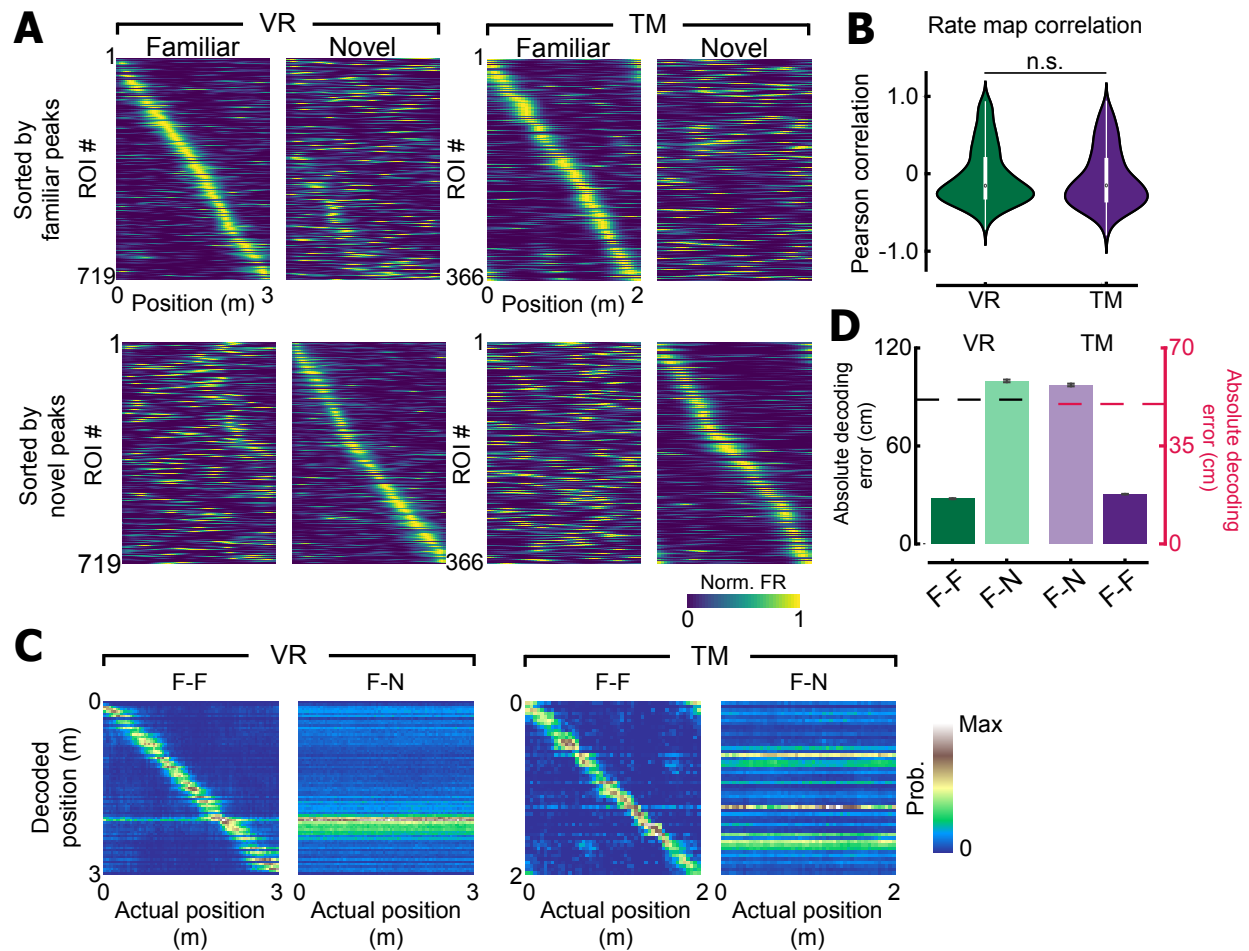 A
VR
TM
Familiar
Novel
Familiar
Novel
Sorted by
familiar peaks
ROI #
1
719
0
Position (m)
3
ROI #
1
366
0
Position (m)
2
Sorted by
novel peaks
ROI #
1
719
ROI #
1
366
Norm. FR
0
1
B
Rate map correlation
n.s.
Pearson correlation
1.0
0
-1.0
VR
TM
D
VR
TM
Absolute decoding
error (cm)
120
60
0
70
35
0
Absolute decoding
error (cm)
F-F
F-N
F-N
F-F
C
VR
TM
F-F
F-N
F-F
F-N
Decoded
position (m)
0
3
0
3
0
3
Actual position
(m)
Actual position
(m)
0
2
0
2
0
2
Actual position
(m)
Actual position
(m)
Prob.
Max
0